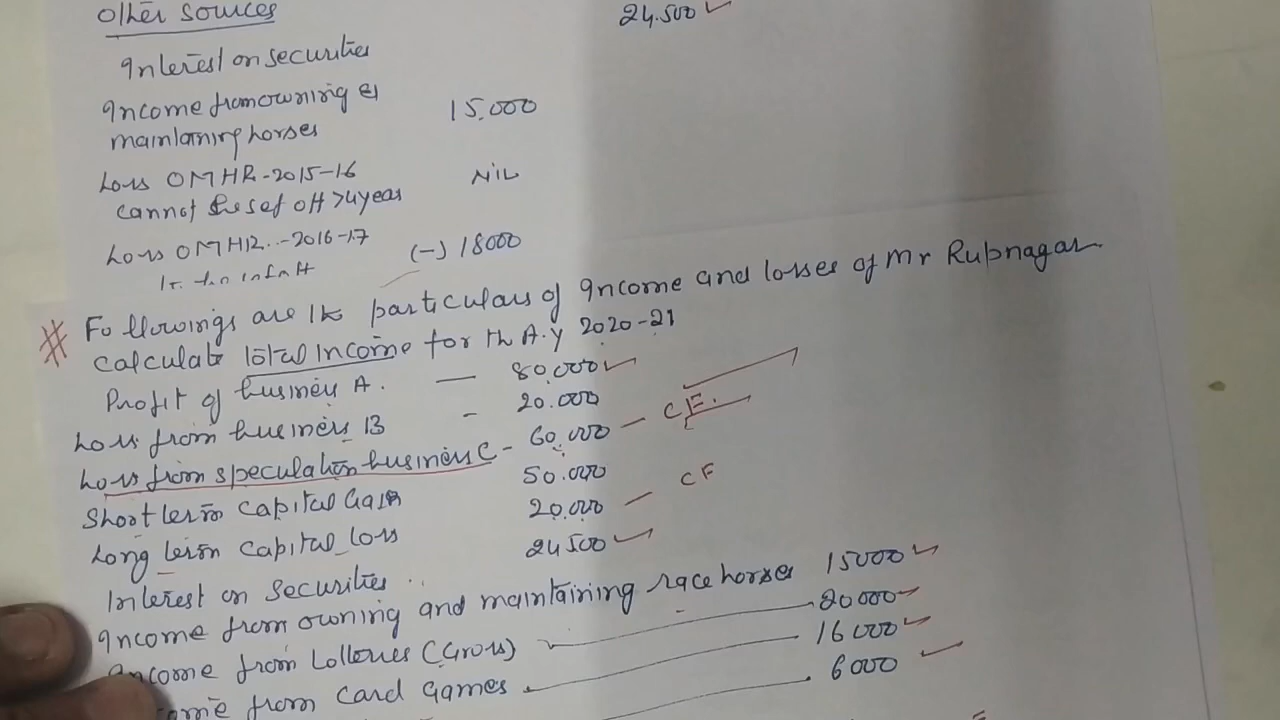 Other sources
24.500
Interest on securities
Income from owning &
maintaining horses 15.000
Loss OMHR-2015-16 NIL
cannot be set off >4years
Loss OMHR...-2016-17 (-) 18000
# Followings are the particulars of Income and losses of Mr Rupnagar
calculate total income for the A.y 2020-21
Profit of business A. — 80.000
Loss from business B - 20.000
Loss from speculation business C - 60,000 - CF.
Short term capital Gain 50.000
Long term capital loss 20,000 — CF
Interest on securities .. 24500
Income from owning and maintaining race horses 15000
Income from Lotteries (Gross) 20000
from Card Games 16000
6000